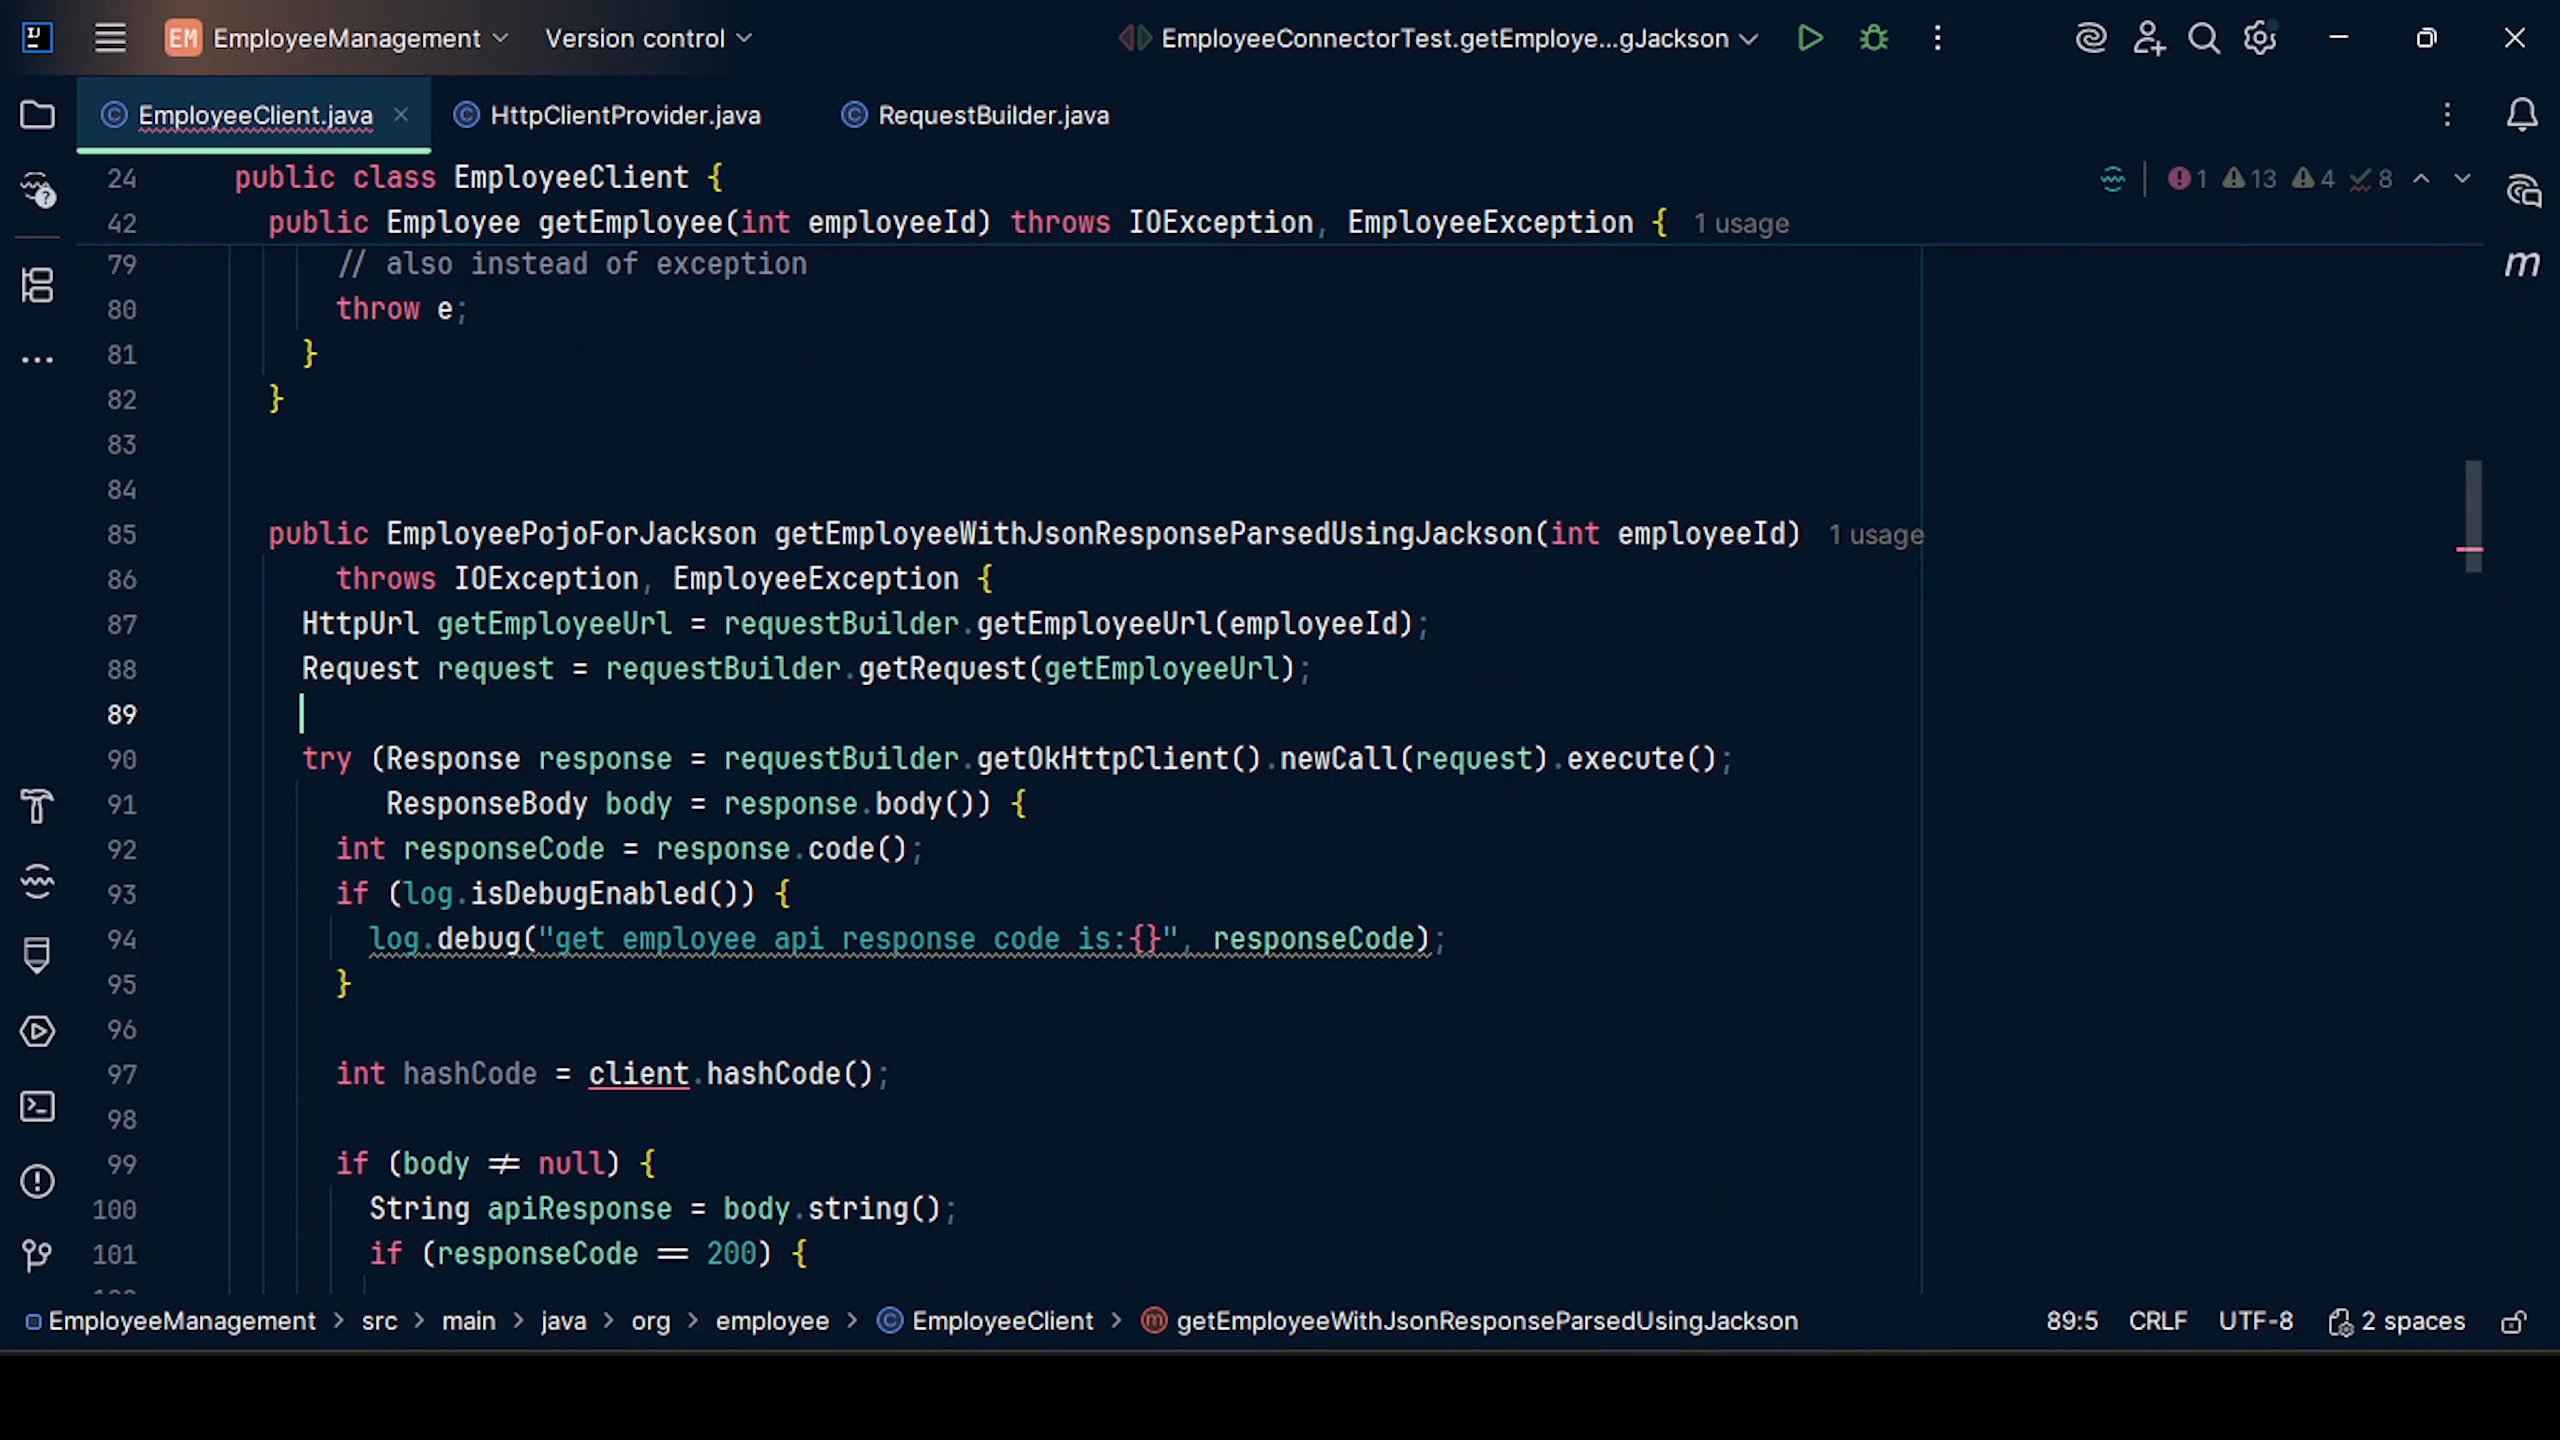 EM EmployeeManagement Version control EmployeeConnectorTest.getEmploye...gJackson
EmployeeClient.java HttpClientProvider.java RequestBuilder.java
24 public class EmployeeClient { 1 13 4 8
42 public Employee getEmployee(int employeeId) throws IOException, EmployeeException { 1 usage
79 // also instead of exception
80 throw e;
81 }
82 }
83
84
85 public EmployeePojoForJackson getEmployeeWithJsonResponseParsedUsingJackson(int employeeId) 1 usage
86 throws IOException, EmployeeException {
87 HttpUrl getEmployeeUrl = requestBuilder.getEmployeeUrl(employeeId);
88 Request request = requestBuilder.getRequest(getEmployeeUrl);
89
90 try (Response response = requestBuilder.getOkHttpClient().newCall(request).execute();
91 ResponseBody body = response.body()) {
92 int responseCode = response.code();
93 if (log.isDebugEnabled()) {
94 log.debug("get employee api response code is:{}", responseCode);
95 }
96
97 int hashCode = client.hashCode();
98
99 if (body ≠ null) {
100 String apiResponse = body.string();
101 if (responseCode == 200) {
EmployeeManagement > src > main > java > org > employee > EmployeeClient > getEmployeeWithJsonResponseParsedUsingJackson 89:5 CRLF UTF-8 2 spaces